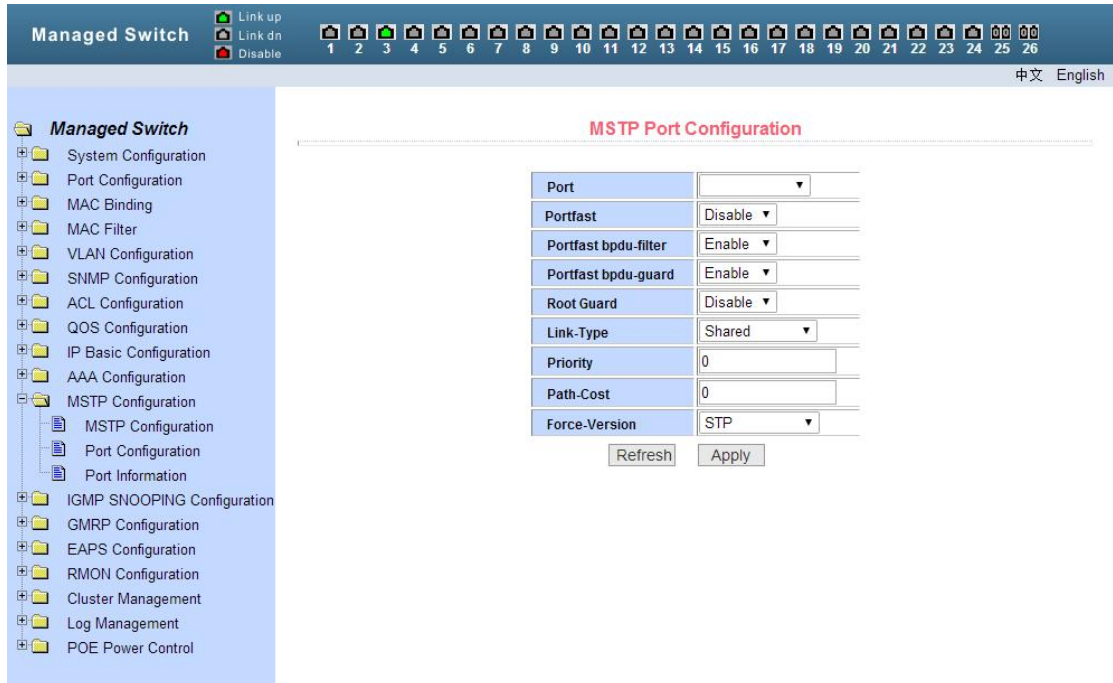 Managed Switch
Link up
Link dn
Disable
1 2 3 4 5 6 7 8 9 10 11 12 13 14 15 16 17 18 19 20 21 22 23 24 25 26
中文 English
Managed Switch
System Configuration
Port Configuration
MAC Binding
MAC Filter
VLAN Configuration
SNMP Configuration
ACL Configuration
QOS Configuration
IP Basic Configuration
AAA Configuration
MSTP Configuration
MSTP Configuration
Port Configuration
Port Information
IGMP SNOOPING Configuration
GMRP Configuration
EAPS Configuration
RMON Configuration
Cluster Management
Log Management
POE Power Control
MSTP Port Configuration
Port
Portfast Disable
Portfast bpdu-filter Enable
Portfast bpdu-guard Enable
Root Guard Disable
Link-Type Shared
Priority 0
Path-Cost 0
Force-Version STP
Refresh Apply